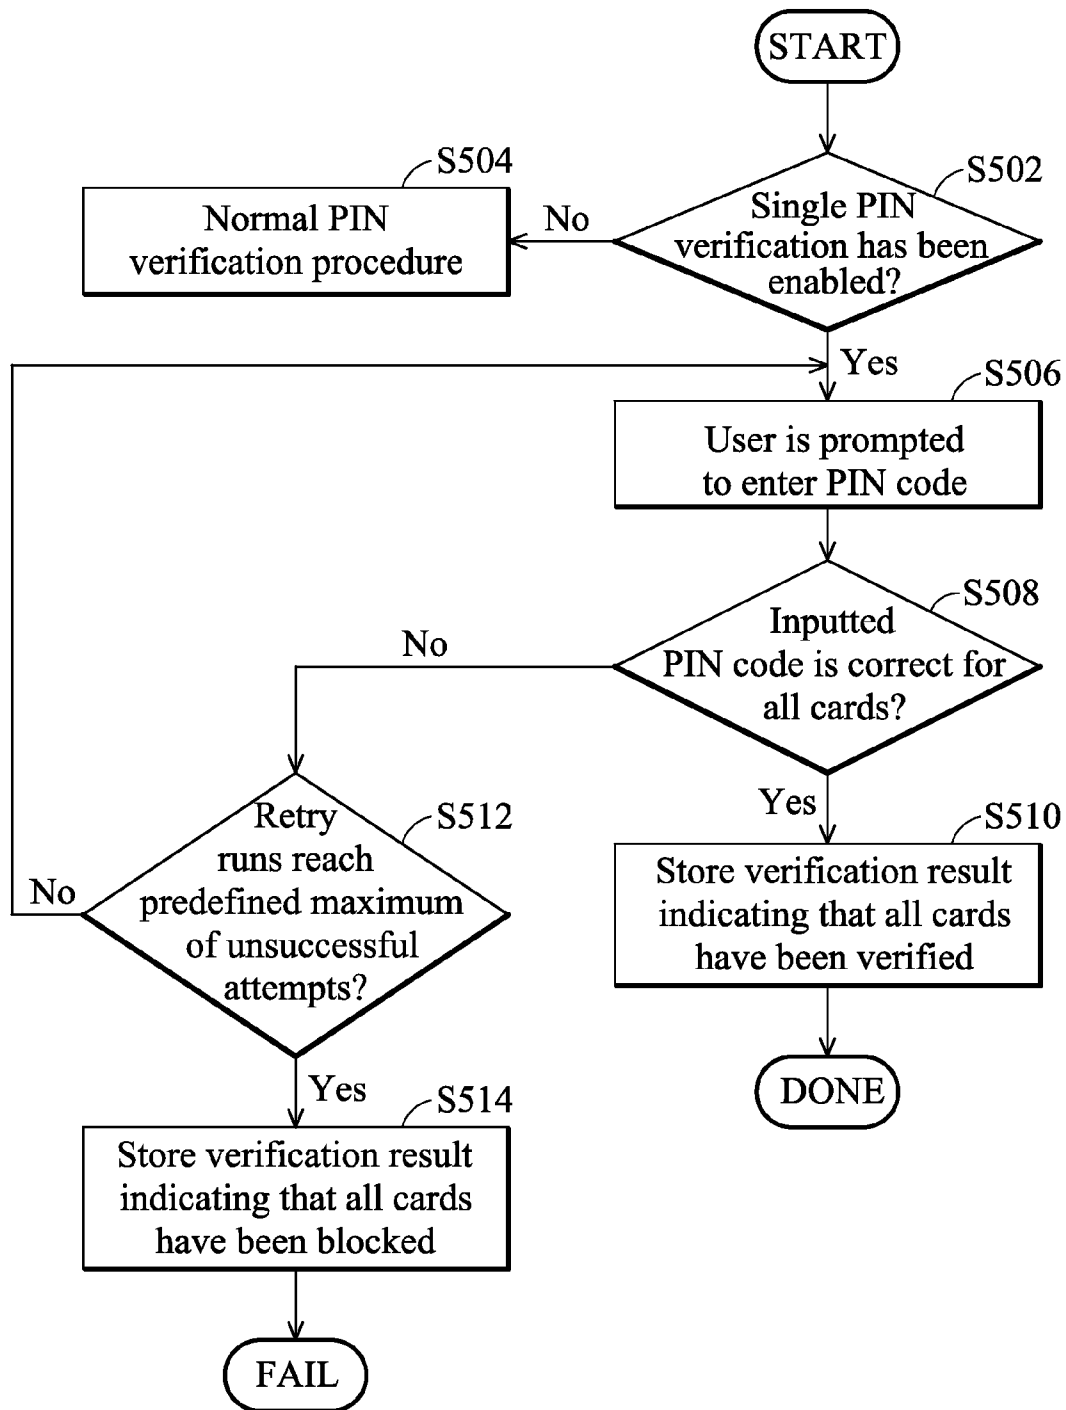 START
S502
Single PIN
verification has been
enabled?
No
S504
Normal PIN
verification procedure
Yes
S506
User is prompted
to enter PIN code
S508
Inputted
PIN code is correct for
all cards?
No
Yes
S510
Store verification result
indicating that all cards
have been verified
DONE
S512
Retry
runs reach
predefined maximum
of unsuccessful
attempts?
No
Yes
S514
Store verification result
indicating that all cards
have been blocked
FAIL